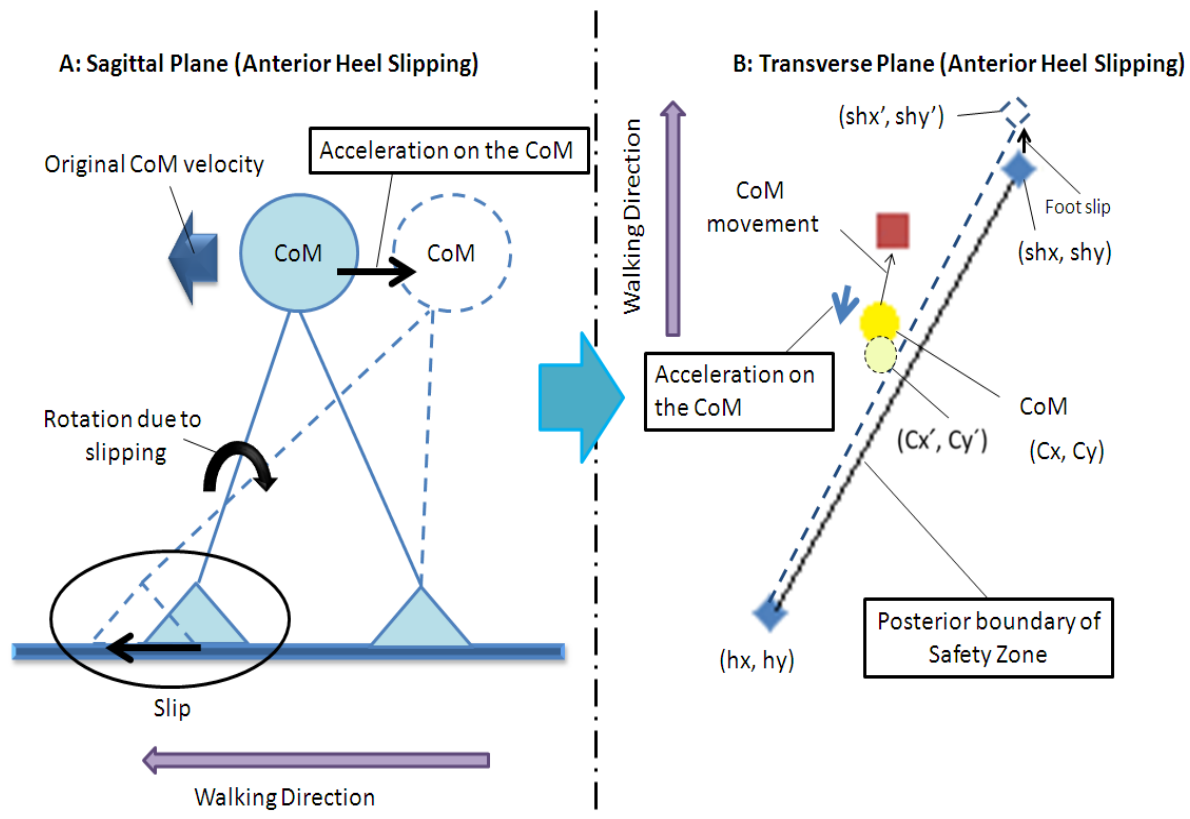 A: Sagittal Plane (Anterior Heel Slipping)
Original CoM velocity
Acceleration on the CoM
CoM
CoM
Rotation due to
slipping
Slip
Walking Direction
B: Transverse Plane (Anterior Heel Slipping)
Walking Direction
(shx’, shy’)
CoM
movement
Foot slip
(shx, shy)
Acceleration on
the CoM
CoM
(Cx´, Cy´)
(Cx, Cy)
Posterior boundary of
Safety Zone
(hx, hy)